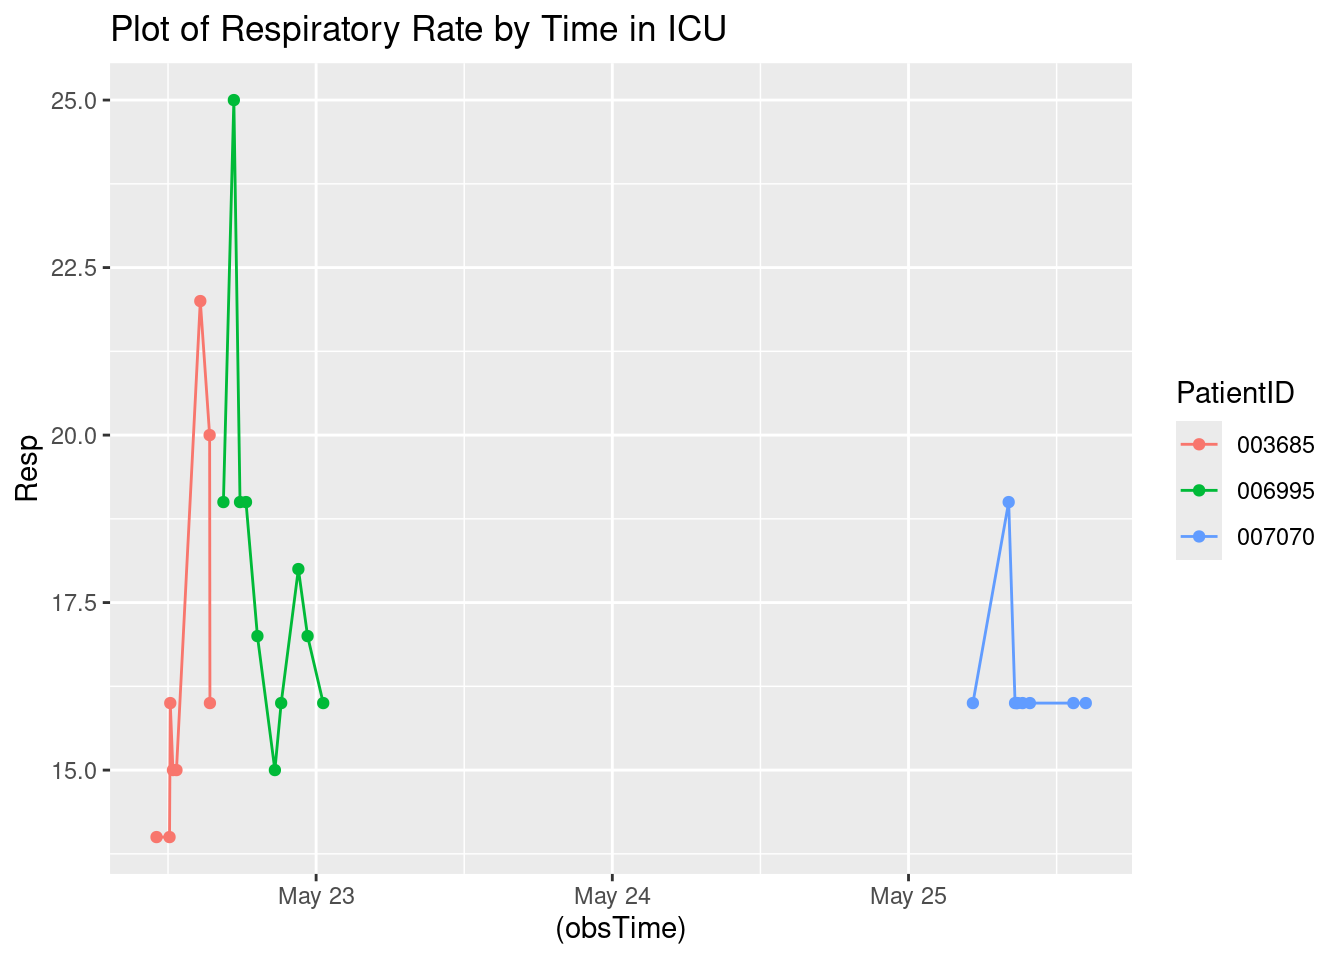 Plot of Respiratory Rate by Time in ICU
25.0
22.5
20.0
17.5
15.0
Resp
May 23
May 24
May 25
(obsTime)
PatientID
003685
006995
007070